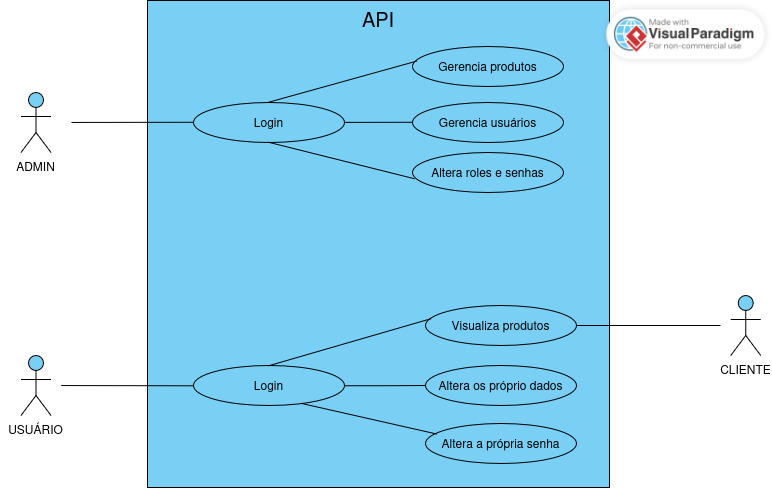 API
Made with
Visual Paradigm
For non-commercial use
Gerencia produtos
Login
Gerencia usuários
ADMIN
Altera roles e senhas
Visualiza produtos
CLIENTE
Login
Altera os próprio dados
USUÁRIO
Altera a própria senha